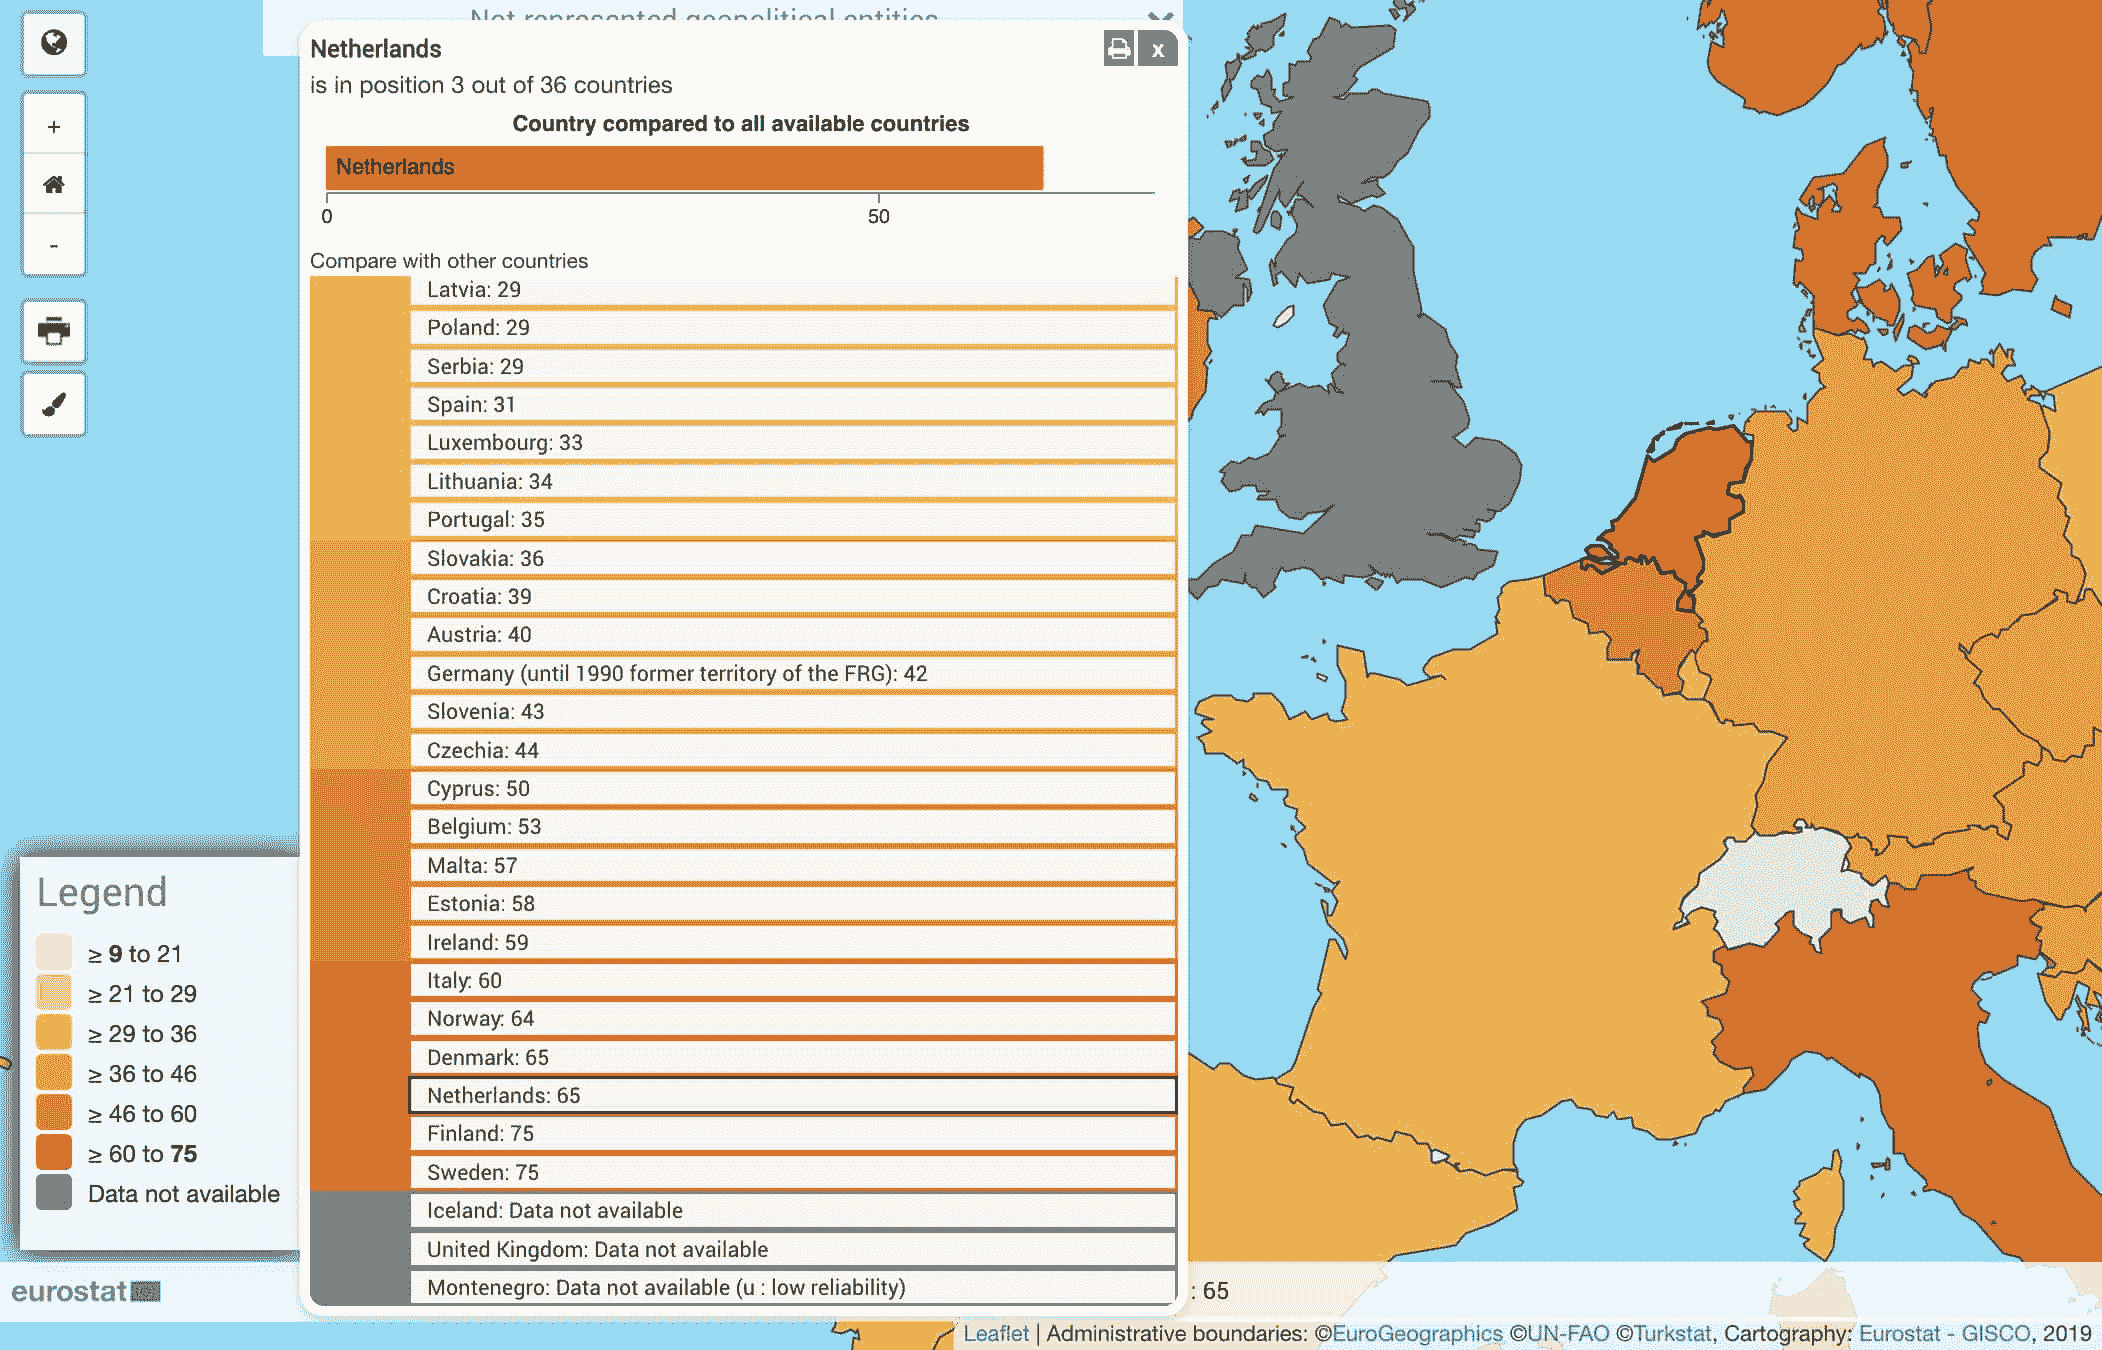 Not represented geopolitical entities
Netherlands
x
is in position 3 out of 36 countries
Country compared to all available countries
Netherlands
0
50
Compare with other countries
Latvia: 29
Poland: 29
Serbia: 29
Spain: 31
Luxembourg: 33
Lithuania: 34
Portugal: 35
Slovakia: 36
Croatia: 39
Austria: 40
Germany (until 1990 former territory of the FRG): 42
Slovenia: 43
Czechia: 44
Cyprus: 50
Belgium: 53
Malta: 57
Estonia: 58
Ireland: 59
Italy: 60
Norway: 64
Denmark: 65
Netherlands: 65
Finland: 75
Sweden: 75
Iceland: Data not available
United Kingdom: Data not available
Montenegro: Data not available (u : low reliability)
+
-
Legend
≥ 9 to 21
≥ 21 to 29
≥ 29 to 36
≥ 36 to 46
≥ 46 to 60
≥ 60 to 75
Data not available
eurostat
: 65
Leaflet | Administrative boundaries: ©EuroGeographics ©UN-FAO ©Turkstat, Cartography: Eurostat - GISCO, 2019